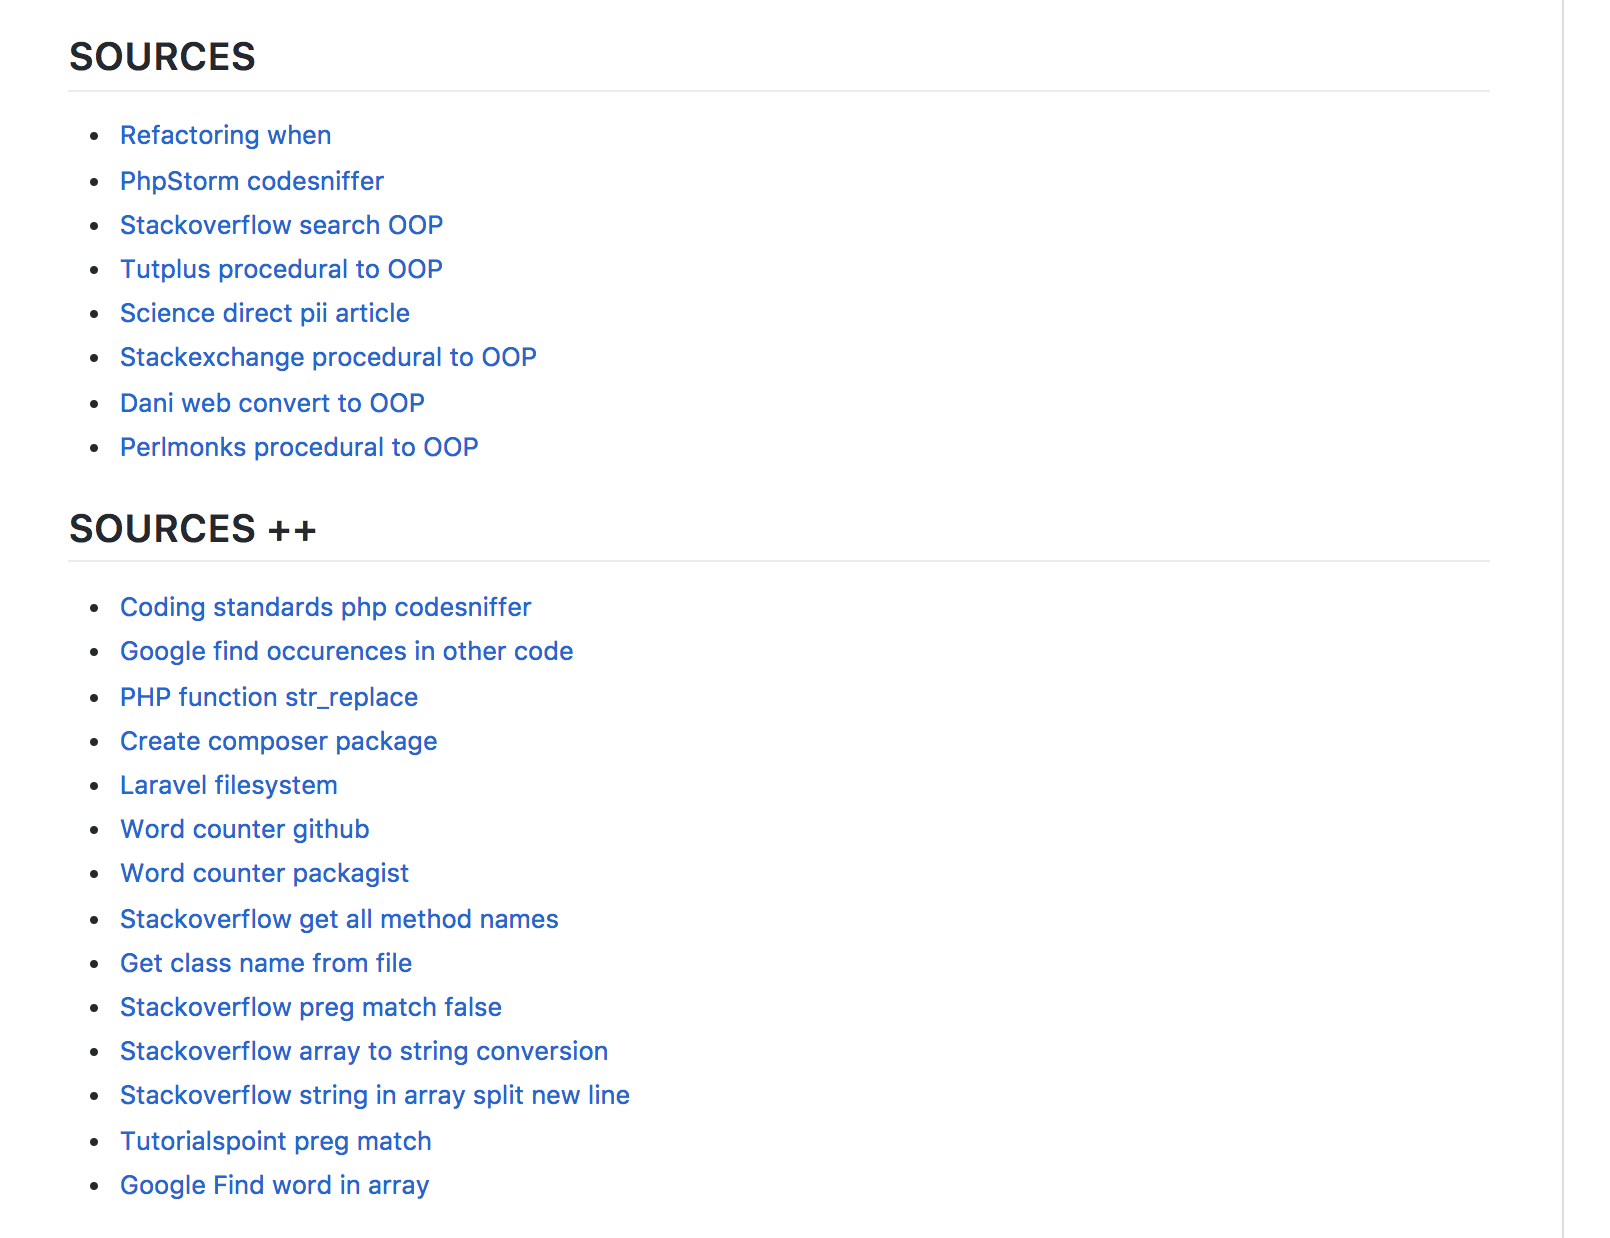 SOURCES
Refactoring when
PhpStorm codesniffer
Stackoverflow search OOP
Tutplus procedural to OOP
Science direct pii article
Stackexchange procedural to OOP
Dani web convert to OOP
Perlmonks procedural to OOP
SOURCES ++
Coding standards php codesniffer
Google find occurences in other code
PHP function str_replace
Create composer package
Laravel filesystem
Word counter github
Word counter packagist
Stackoverflow get all method names
Get class name from file
Stackoverflow preg match false
Stackoverflow array to string conversion
Stackoverflow string in array split new line
Tutorialspoint preg match
Google Find word in array